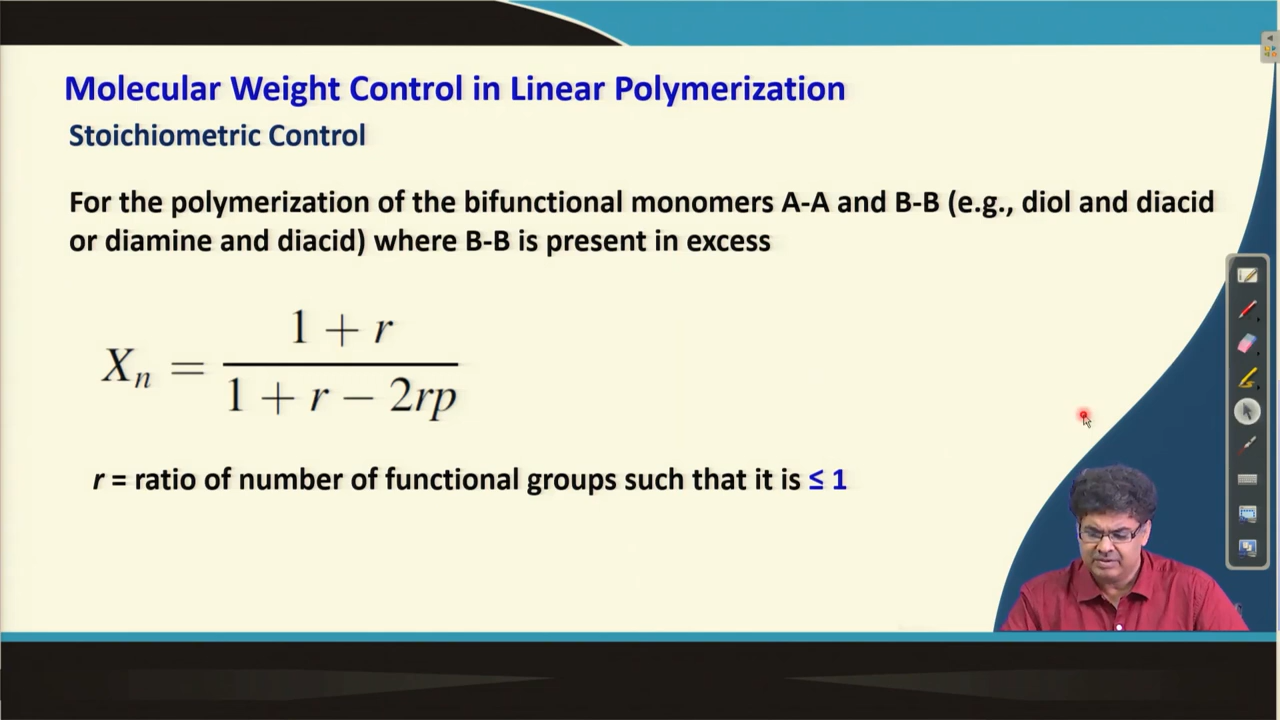 Molecular Weight Control in Linear Polymerization
Stoichiometric Control
For the polymerization of the bifunctional monomers A-A and B-B (e.g., diol and diacid
or diamine and diacid) where B-B is present in excess
Xₙ = (1 + r) / (1 + r − 2rp)
r = ratio of number of functional groups such that it is ≤ 1